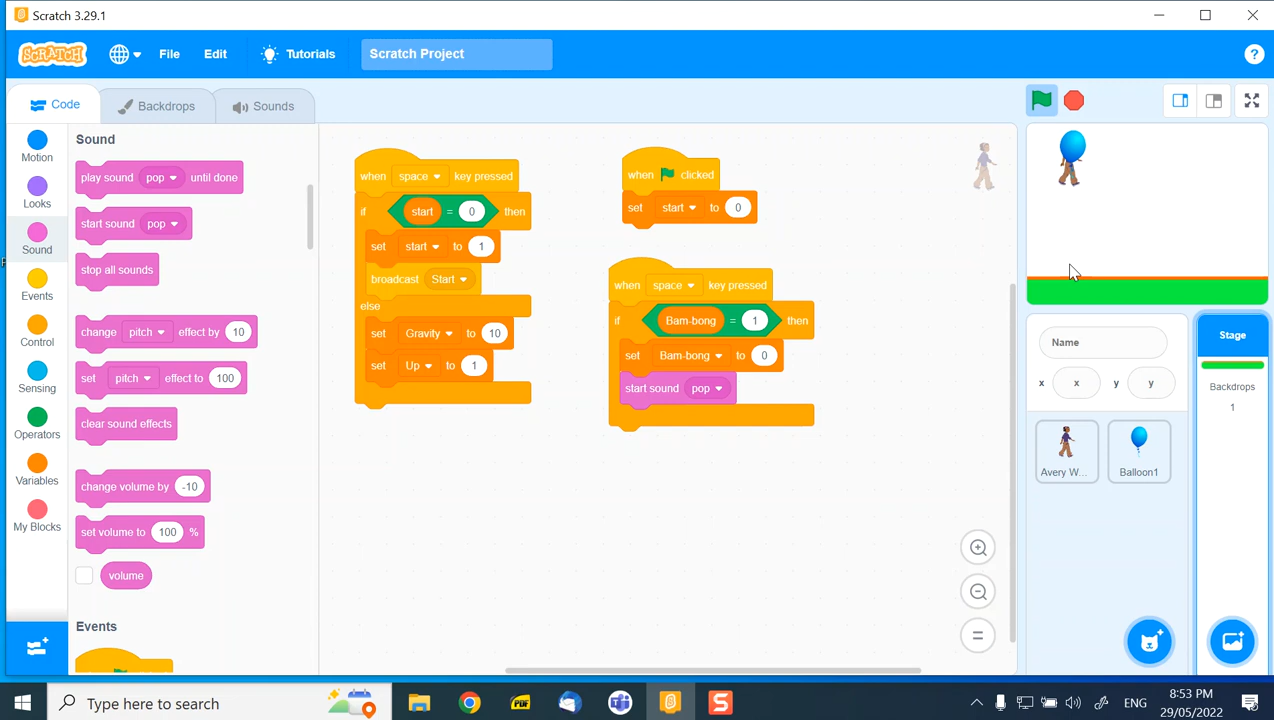 Scratch 3.29.1
SCRATCH File Edit Tutorials Scratch Project ?
Code Backdrops Sounds
Motion
Looks
Sound
Events
Control
Sensing
Operators
Variables
My Blocks
Sound
play sound pop until done
start sound pop
stop all sounds
change pitch effect by 10
set pitch effect to 100
clear sound effects
change volume by -10
set volume to 100 %
volume
Events
when space key pressed
if start = 0 then
set start to 1
broadcast Start
else
set Gravity to 10
set Up to 1
when clicked
set start to 0
when space key pressed
if Bam-bong = 1 then
set Bam-bong to 0
start sound pop
Name
x x y y
Avery W...
Balloon1
Stage
Backdrops
1
Type here to search
PDF
S
ENG
8:53 PM
29/05/2022